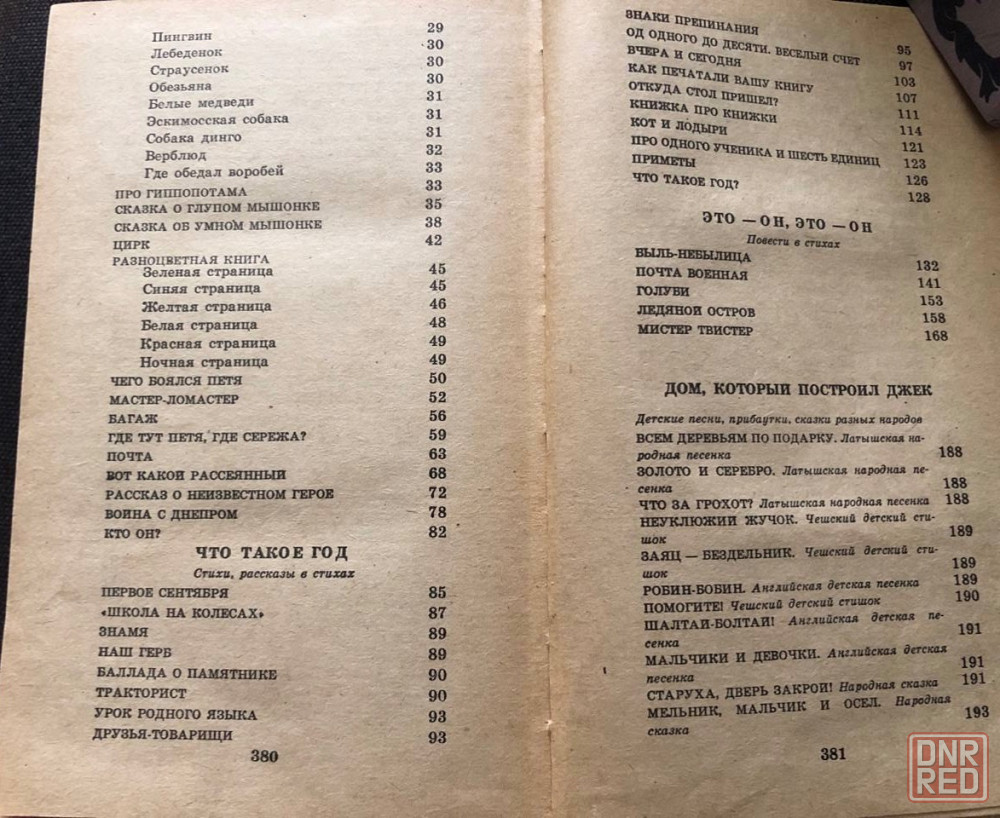 Пингвин 29
Лебеденок 30
Страусенок 30
Обезьяна 30
Белые медведи 31
Эскимосская собака 31
Собака динго 31
Верблюд 32
Где обедал воробей 33
ПРО ГИППОПОТАМА 33
СКАЗКА О ГЛУПОМ МЫШОНКЕ 35
СКАЗКА ОБ УМНОМ МЫШОНКЕ 38
ЦИРК 42
РАЗНОЦВЕТНАЯ КНИГА
Зеленая страница 45
Синяя страница 45
Желтая страница 46
Белая страница 48
Красная страница 49
Ночная страница 49
ЧЕГО БОЯЛСЯ ПЕТЯ 50
МАСТЕР-ЛОМАСТЕР 52
БАГАЖ 56
ГДЕ ТУТ ПЕТЯ, ГДЕ СЕРЕЖА? 59
ПОЧТА 63
ВОТ КАКОЙ РАССЕЯННЫЙ 68
РАССКАЗ О НЕИЗВЕСТНОМ ГЕРОЕ 72
ВОЙНА С ДНЕПРОМ 78
КТО ОН? 82
ЧТО ТАКОЕ ГОД
Стихи, рассказы в стихах
ПЕРВОЕ СЕНТЯБРЯ 85
«ШКОЛА НА КОЛЕСАХ» 87
ЗНАМЯ 89
НАШ ГЕРБ 89
БАЛЛАДА О ПАМЯТНИКЕ 90
ТРАКТОРИСТ 90
УРОК РОДНОГО ЯЗЫКА 93
ДРУЗЬЯ-ТОВАРИЩИ 93
380
ЗНАКИ ПРЕПИНАНИЯ 95
ОД ОДНОГО ДО ДЕСЯТИ. ВЕСЕЛЫЙ СЧЕТ 97
ВЧЕРА И СЕГОДНЯ 103
КАК ПЕЧАТАЛИ ВАШУ КНИГУ 107
ОТКУДА СТОЛ ПРИШЕЛ? 111
КНИЖКА ПРО КНИЖКИ 114
КОТ И ЛОДЫРИ 121
ПРО ОДНОГО УЧЕНИКА И ШЕСТЬ ЕДИНИЦ 123
ПРИМЕТЫ 126
ЧТО ТАКОЕ ГОД? 128
ЭТО — ОН, ЭТО — ОН
Повести в стихах
БЫЛЬ-НЕБЫЛИЦА 132
ПОЧТА ВОЕННАЯ 141
ГОЛУБИ 153
ЛЕДЯНОЙ ОСТРОВ 158
МИСТЕР ТВИСТЕР 168
ДОМ, КОТОРЫЙ ПОСТРОИЛ ДЖЕК
Детские песни, прибаутки, сказки разных народов
ВСЕМ ДЕРЕВЬЯМ ПО ПОДАРКУ. Латышская на-
родная песенка 188
ЗОЛОТО И СЕРЕБРО. Латышская народная пе-
сенка 188
ЧТО ЗА ГРОХОТ? Латышская народная песенка 188
НЕУКЛЮЖИЙ ЖУЧОК. Чешский детский сти-
шок 189
ЗАЯЦ — БЕЗДЕЛЬНИК. Чешский детский сти-
шок 189
РОБИН-БОБИН. Английская детская песенка 189
ПОМОГИТЕ! Чешский детский стишок 190
ШАЛТАЙ-БОЛТАЙ! Английская детская пе-
сенка 191
МАЛЬЧИКИ И ДЕВОЧКИ. Английская детская
песенка 191
СТАРУХА, ДВЕРЬ ЗАКРОЙ! Народная сказка 191
МЕЛЬНИК, МАЛЬЧИК И ОСЕЛ. Народная
сказка 193
381
DNR
RED